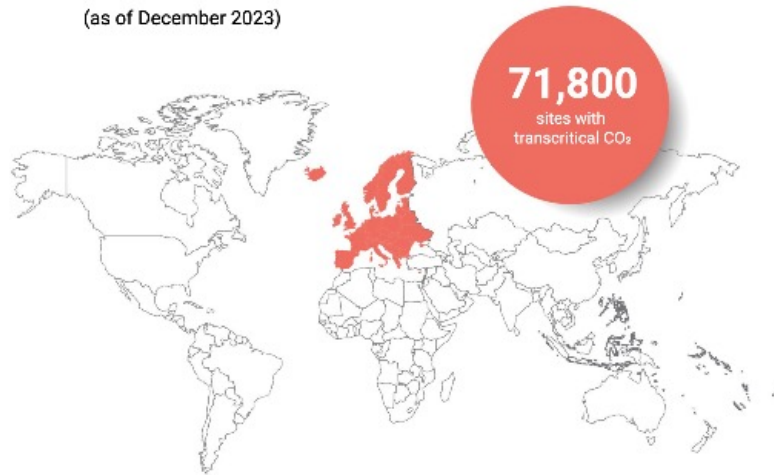 (as of December 2023)
71,800
sites with
transcritical CO₂